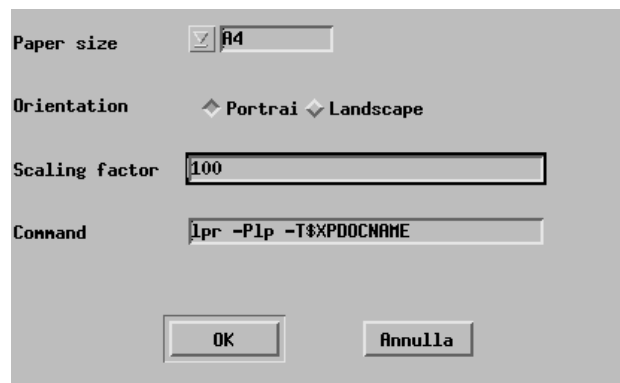 Paper size A4
Orientation Portrai Landscape
Scaling factor 100
Command lpr -Plp -T$XPDOCNAME
OK Annulla